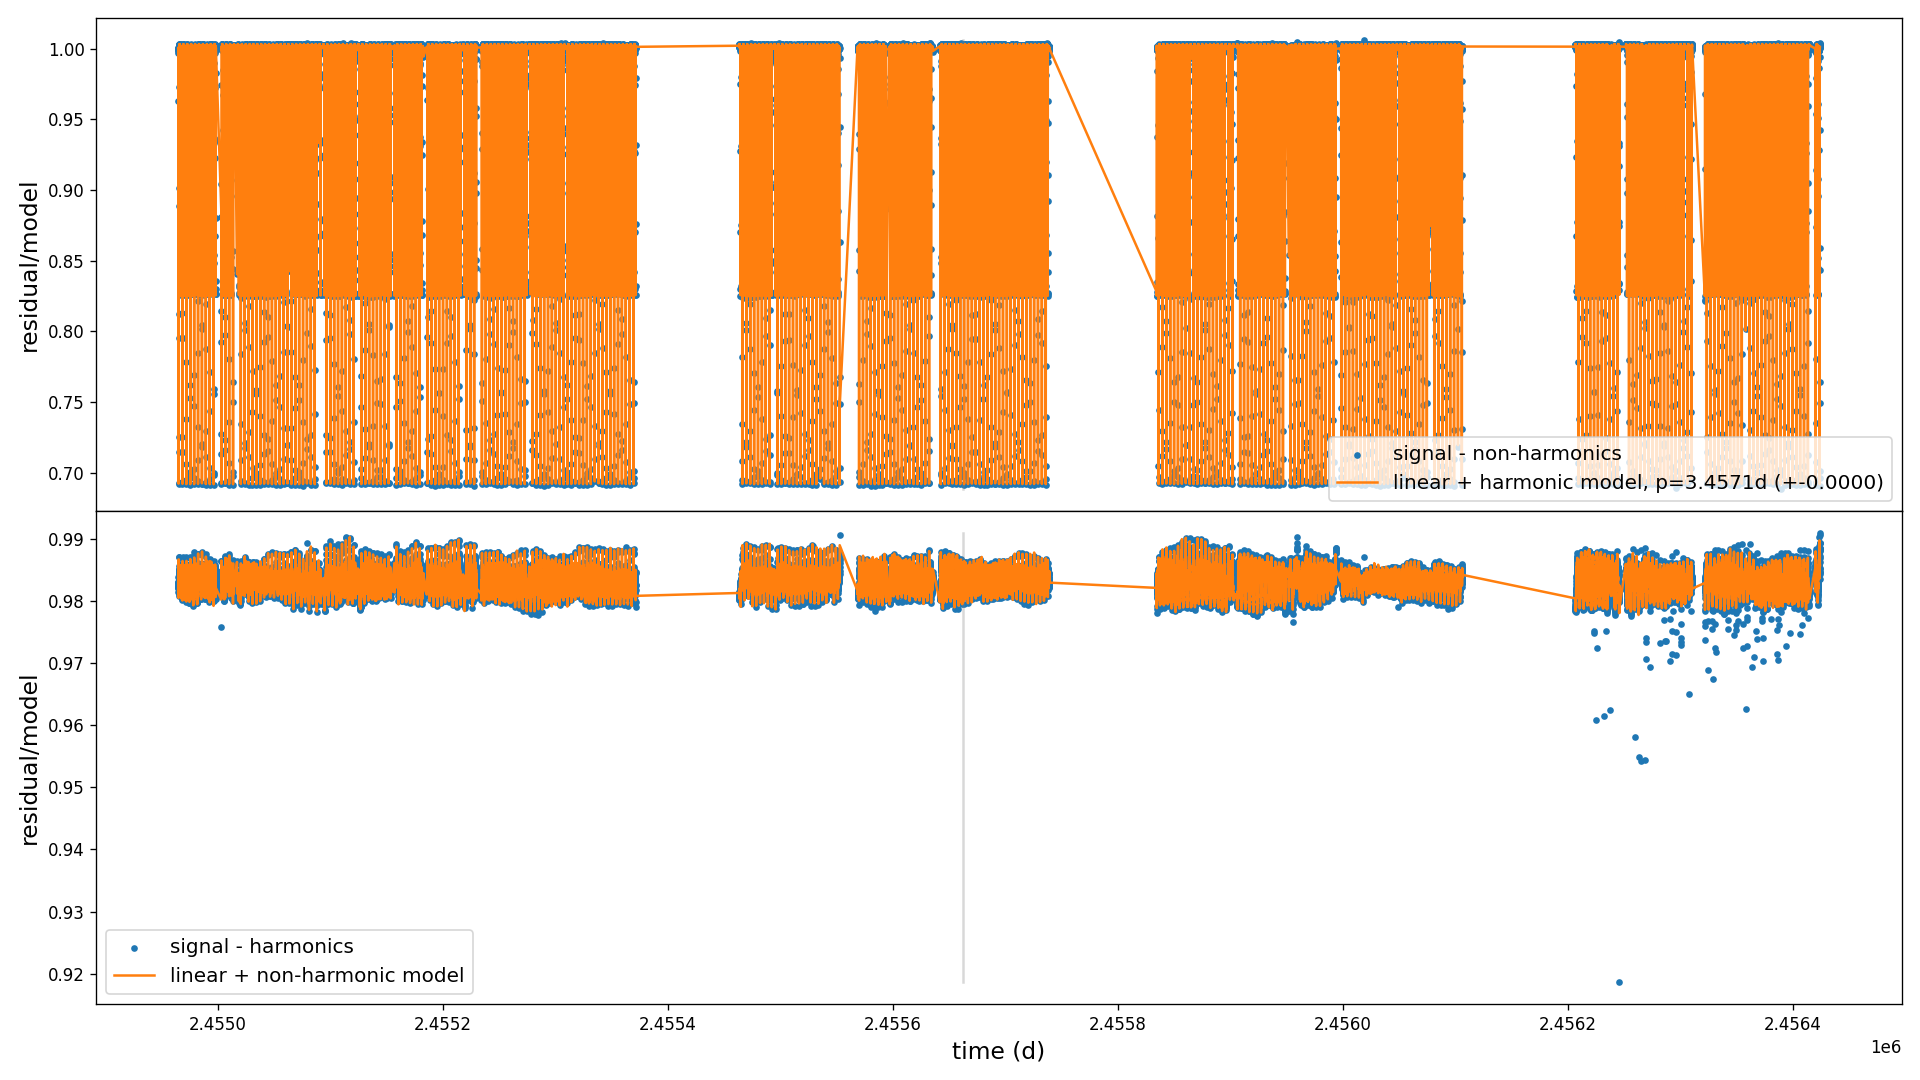 1.00
0.95
0.90
0.85
0.80
0.75
0.70
residual/model
signal - non-harmonics
linear + harmonic model, p=3.4571d (+-0.0000)
0.99
0.98
0.97
0.96
0.95
0.94
0.93
0.92
residual/model
signal - harmonics
linear + non-harmonic model
2.4550 2.4552 2.4554 2.4556 2.4558 2.4560 2.4562 2.4564
1e6
time (d)